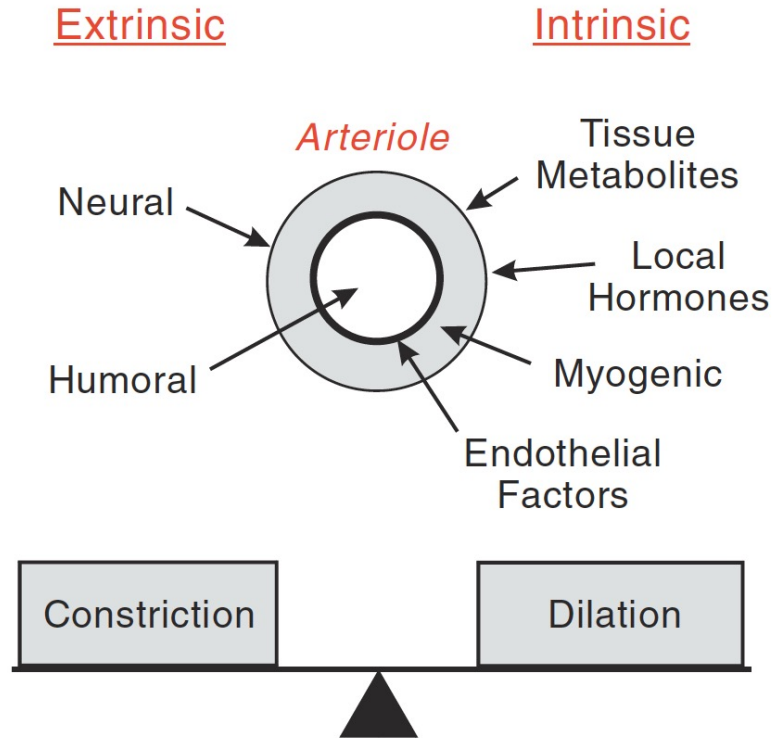 Extrinsic
Intrinsic
Arteriole
Tissue
Metabolites
Neural
Local
Hormones
Humoral
Myogenic
Endothelial
Factors
Constriction
Dilation